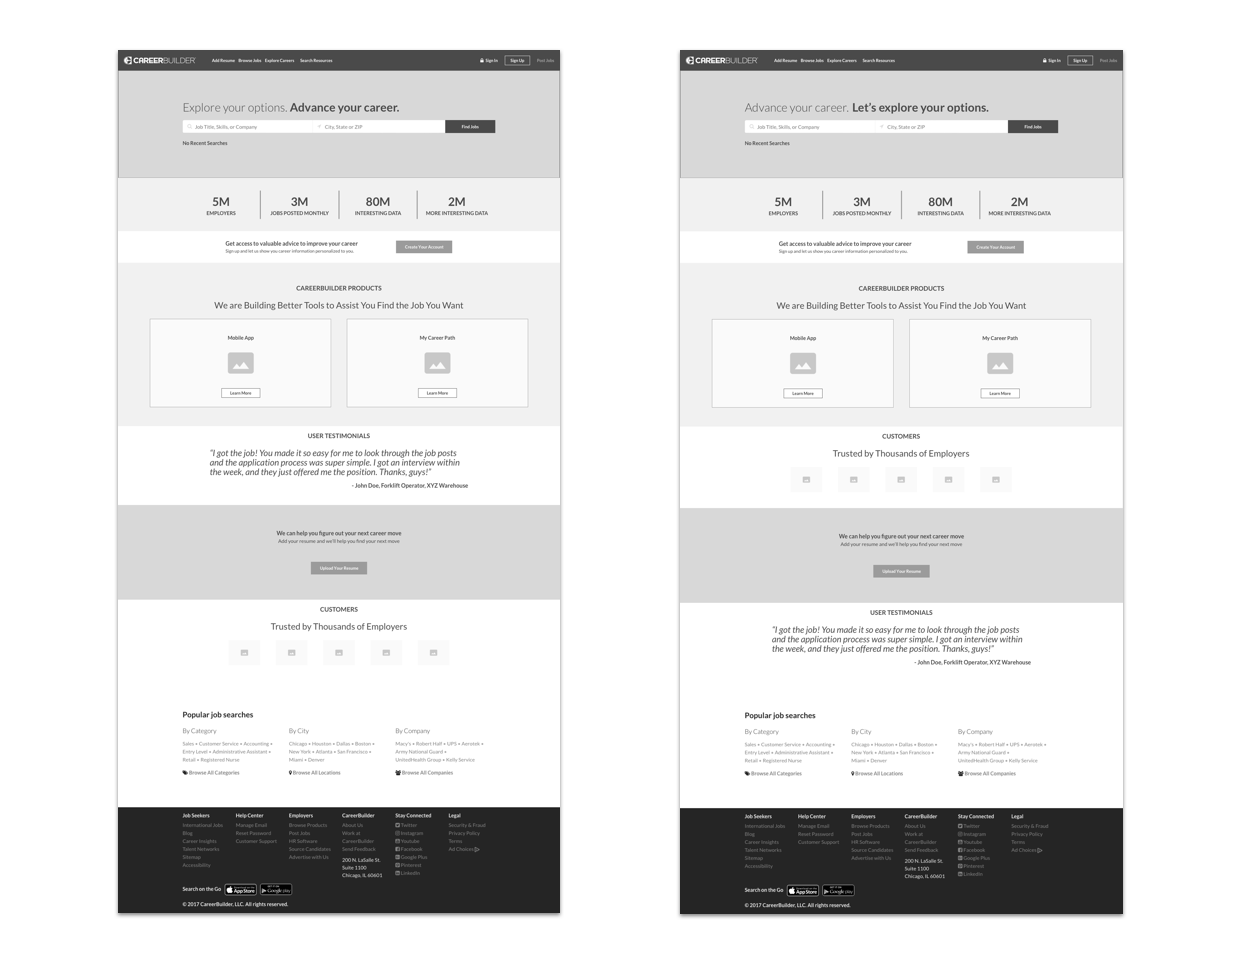 CAREERBUILDER Add Resume Browse Jobs Explore Careers Search Resources Sign In Sign Up Post Jobs
Explore your options. Advance your career.
Job Title, Skills, or Company City, State or ZIP Find Jobs
No Recent Searches
5M 3M 80M 2M
EMPLOYERS JOBS POSTED MONTHLY INTERESTING DATA MORE INTERESTING DATA
Get access to valuable advice to improve your career
Sign up and let us show you career information personalized to you.
Create Your Account
CAREERBUILDER PRODUCTS
We are Building Better Tools to Assist You Find the Job You Want
Mobile App My Career Path
Learn More Learn More
USER TESTIMONIALS
"I got the job! You made it so easy for me to look through the job posts
and the application process was super simple. I got an interview within
the week, and they just offered me the position. Thanks, guys!"
- John Doe, Forklift Operator, XYZ Warehouse
We can help you figure out your next career move
Add your resume and we'll help you find your next move
Upload Your Resume
CUSTOMERS
Trusted by Thousands of Employers
Popular job searches
By Category
Sales • Customer Service • Accounting •
Entry Level • Administrative Assistant •
Retail • Registered Nurse
Browse All Categories
By City
Chicago • Houston • Dallas • Boston •
New York • Atlanta • San Francisco •
Miami • Denver
Browse All Locations
By Company
Macy's • Robert Half • UPS • Aerotek •
Army National Guard •
UnitedHealth Group • Kelly Service
Browse All Companies
Job Seekers
International Jobs
Blog
Career Insights
Talent Networks
Sitemap
Accessibility
Help Center
Manage Email
Reset Password
Customer Support
Employers
Browse Products
Post Jobs
HR Software
Source Candidates
Advertise with Us
CareerBuilder
About Us
Work at
CareerBuilder
Send Feedback
200 N. LaSalle St.
Suite 1100
Chicago, IL 60601
Stay Connected
Twitter
Instagram
Youtube
Facebook
Google Plus
Pinterest
LinkedIn
Legal
Security & Fraud
Privacy Policy
Terms
Ad Choices
Search on the Go App Store Google play
© 2017 CareerBuilder, LLC. All rights reserved.
CAREERBUILDER Add Resume Browse Jobs Explore Careers Search Resources Sign In Sign Up Post Jobs
Advance your career. Let's explore your options.
Job Title, Skills, or Company City, State or ZIP Find Jobs
No Recent Searches
5M 3M 80M 2M
EMPLOYERS JOBS POSTED MONTHLY INTERESTING DATA MORE INTERESTING DATA
Get access to valuable advice to improve your career
Sign up and let us show you career information personalized to you.
Create Your Account
CAREERBUILDER PRODUCTS
We are Building Better Tools to Assist You Find the Job You Want
Mobile App My Career Path
Learn More Learn More
CUSTOMERS
Trusted by Thousands of Employers
We can help you figure out your next career move
Add your resume and we'll help you find your next move
Upload Your Resume
USER TESTIMONIALS
"I got the job! You made it so easy for me to look through the job posts
and the application process was super simple. I got an interview within
the week, and they just offered me the position. Thanks, guys!"
- John Doe, Forklift Operator, XYZ Warehouse
Popular job searches
By Category
Sales • Customer Service • Accounting •
Entry Level • Administrative Assistant •
Retail • Registered Nurse
Browse All Categories
By City
Chicago • Houston • Dallas • Boston •
New York • Atlanta • San Francisco •
Miami • Denver
Browse All Locations
By Company
Macy's • Robert Half • UPS • Aerotek •
Army National Guard •
UnitedHealth Group • Kelly Service
Browse All Companies
Job Seekers
International Jobs
Blog
Career Insights
Talent Networks
Sitemap
Accessibility
Help Center
Manage Email
Reset Password
Customer Support
Employers
Browse Products
Post Jobs
HR Software
Source Candidates
Advertise with Us
CareerBuilder
About Us
Work at
CareerBuilder
Send Feedback
200 N. LaSalle St.
Suite 1100
Chicago, IL 60601
Stay Connected
Twitter
Instagram
Youtube
Facebook
Google Plus
Pinterest
LinkedIn
Legal
Security & Fraud
Privacy Policy
Terms
Ad Choices
Search on the Go App Store Google play
© 2017 CareerBuilder, LLC. All rights reserved.